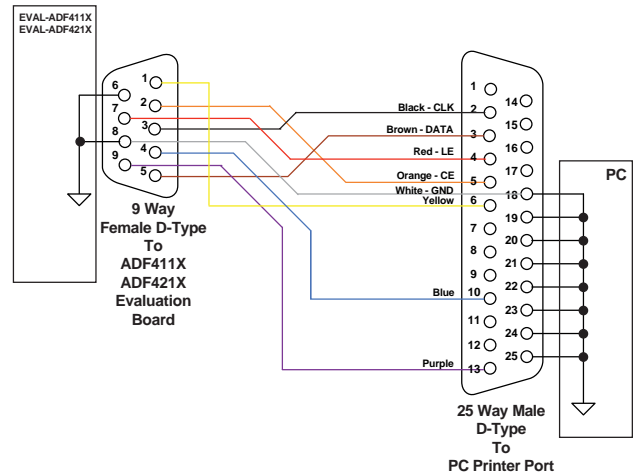 EVAL-ADF411X
EVAL-ADF421X
1
6
2
7
3
8
4
9
5
9 Way
Female D-Type
To
ADF411X
ADF421X
Evaluation
Board
Black - CLK
Brown - DATA
Red - LE
Orange - CE
White - GND
Yellow
Blue
Purple
1
14
2
15
3
16
4
17
5
18
6
19
7
20
8
21
9
22
10
23
11
24
12
25
13
PC
25 Way Male
D-Type
To
PC Printer Port